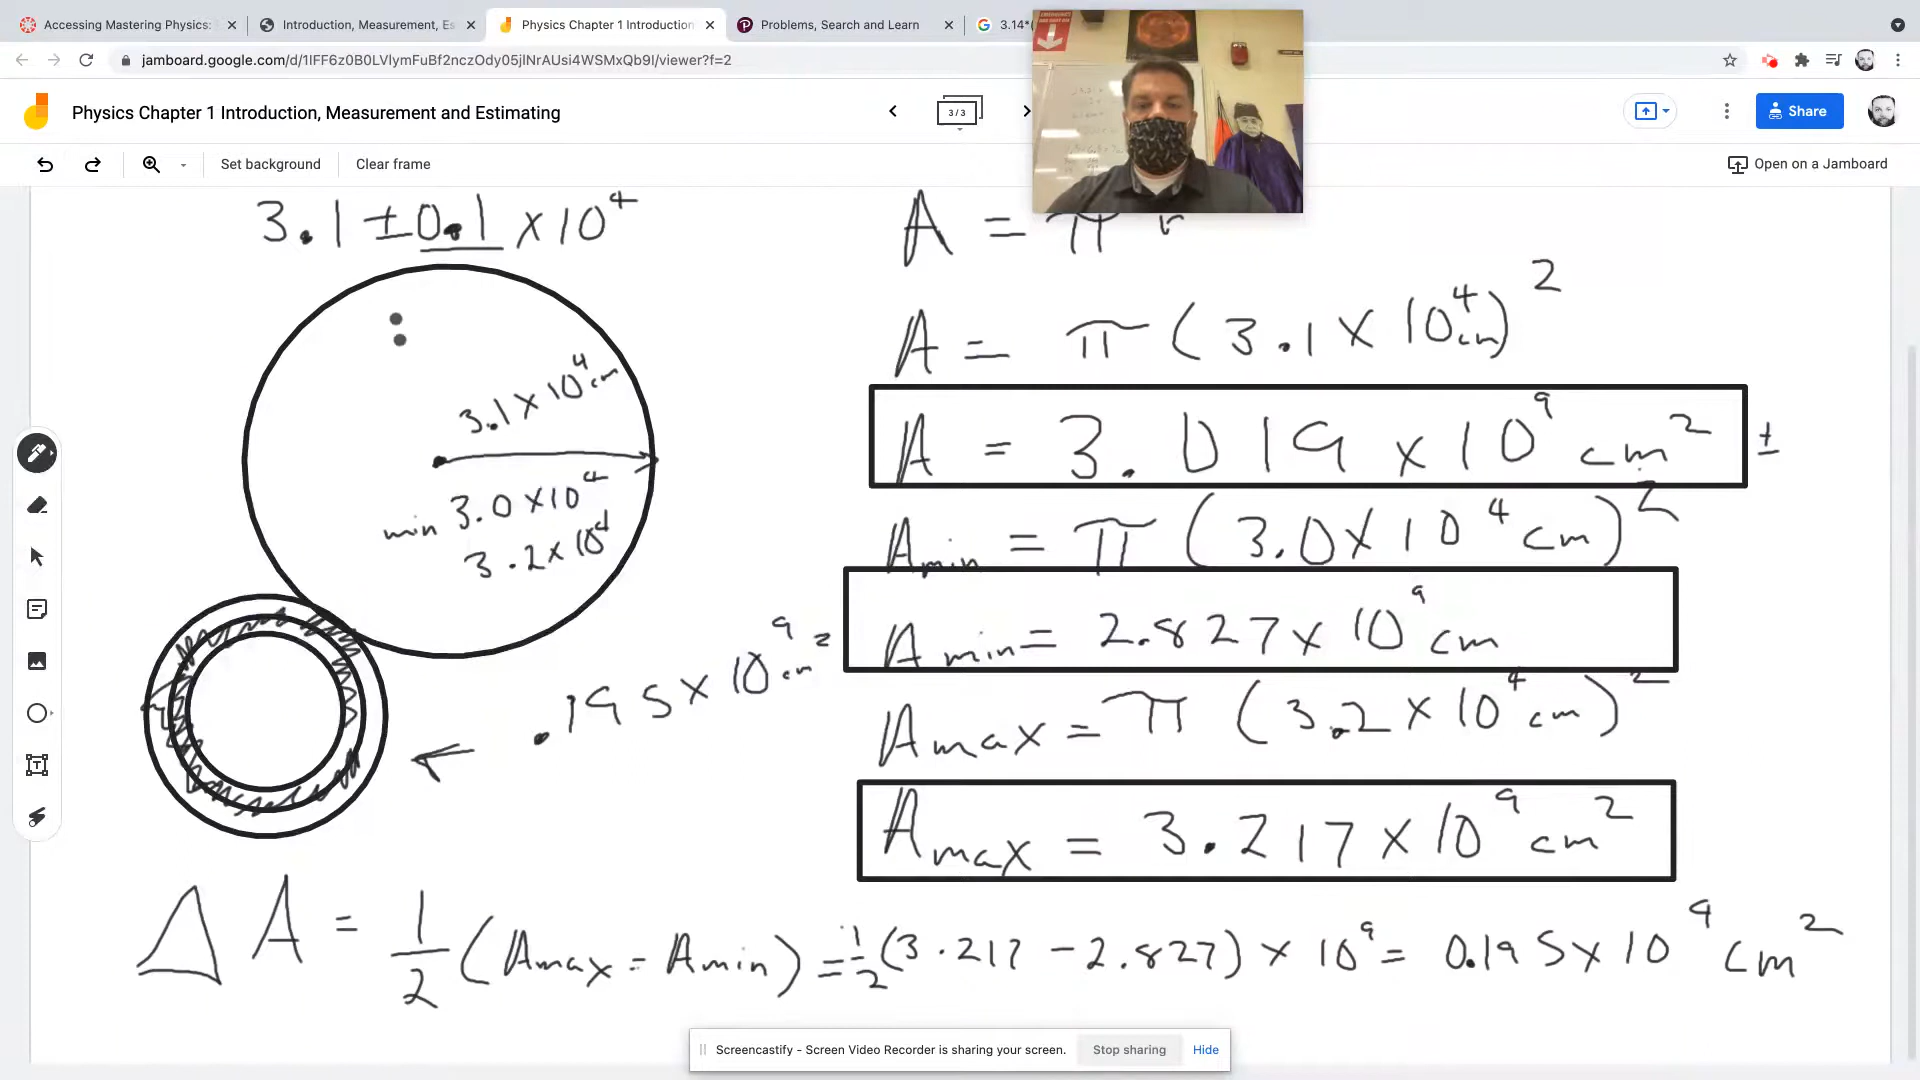 Accessing Mastering Physics:
Introduction, Measurement, Es
Physics Chapter 1 Introduction
Problems, Search and Learn
3.14*(
jamboard.google.com/d/1IFF6z0B0LVlymFuBf2nczOdy05jlNrAUsi4WSMxQb9I/viewer?f=2
Physics Chapter 1 Introduction, Measurement and Estimating
3 / 3
Share
Set background
Clear frame
Open on a Jamboard
3.1 ± 0.1 × 10⁴
3.1 × 10⁴ cm
min 3.0 × 10⁴
3.2 × 10⁴
.195 × 10⁹ cm²
A = π r
A = π (3.1 × 10⁴ cm)²
A = 3.019 × 10⁹ cm² ±
Amin = π (3.0 × 10⁴ cm)²
Amin = 2.827 × 10⁹ cm
Amax = π (3.2 × 10⁴ cm)²
Amax = 3.217 × 10⁹ cm²
ΔA = 1/2 (Amax - Amin) = 1/2 (3.217 - 2.827) × 10⁹ = 0.195 × 10⁹ cm²
Screencastify - Screen Video Recorder is sharing your screen.
Stop sharing
Hide